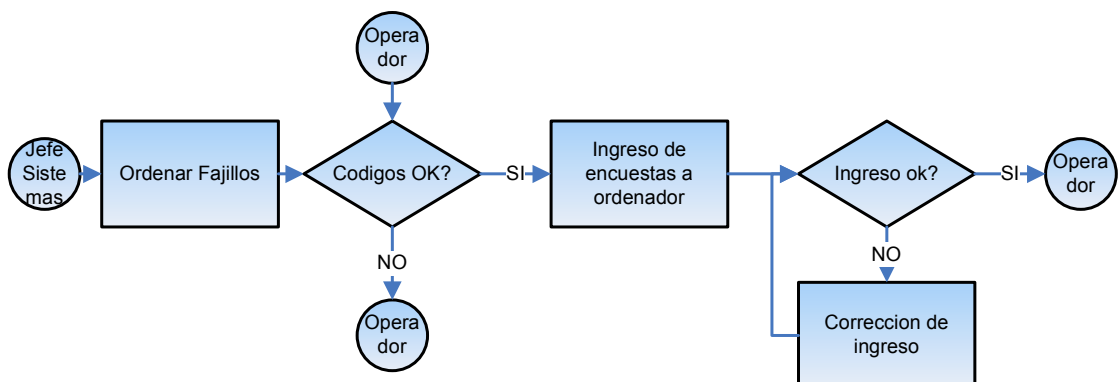 Opera
dor
Jefe
Siste
mas
Ordenar Fajillos
Codigos OK?
SI
Ingreso de
encuestas a
ordenador
Ingreso ok?
SI
Opera
dor
NO
NO
Opera
dor
Correccion de
ingreso